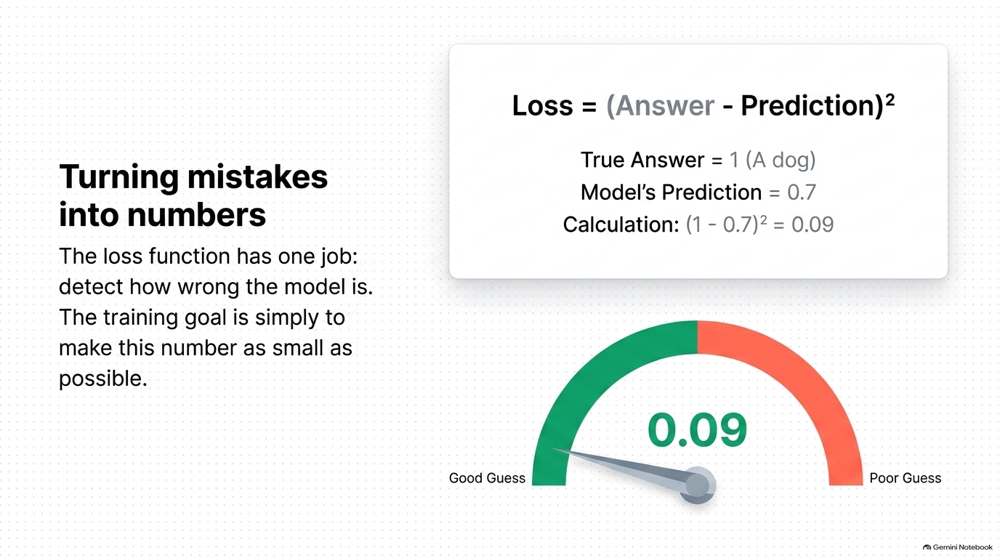 Turning mistakes
into numbers
The loss function has one job:
detect how wrong the model is.
The training goal is simply to
make this number as small as
possible.
Loss = (Answer - Prediction)²
True Answer = 1 (A dog)
Model’s Prediction = 0.7
Calculation: (1 - 0.7)² = 0.09
0.09
Good Guess
Poor Guess
Gemini Notebook